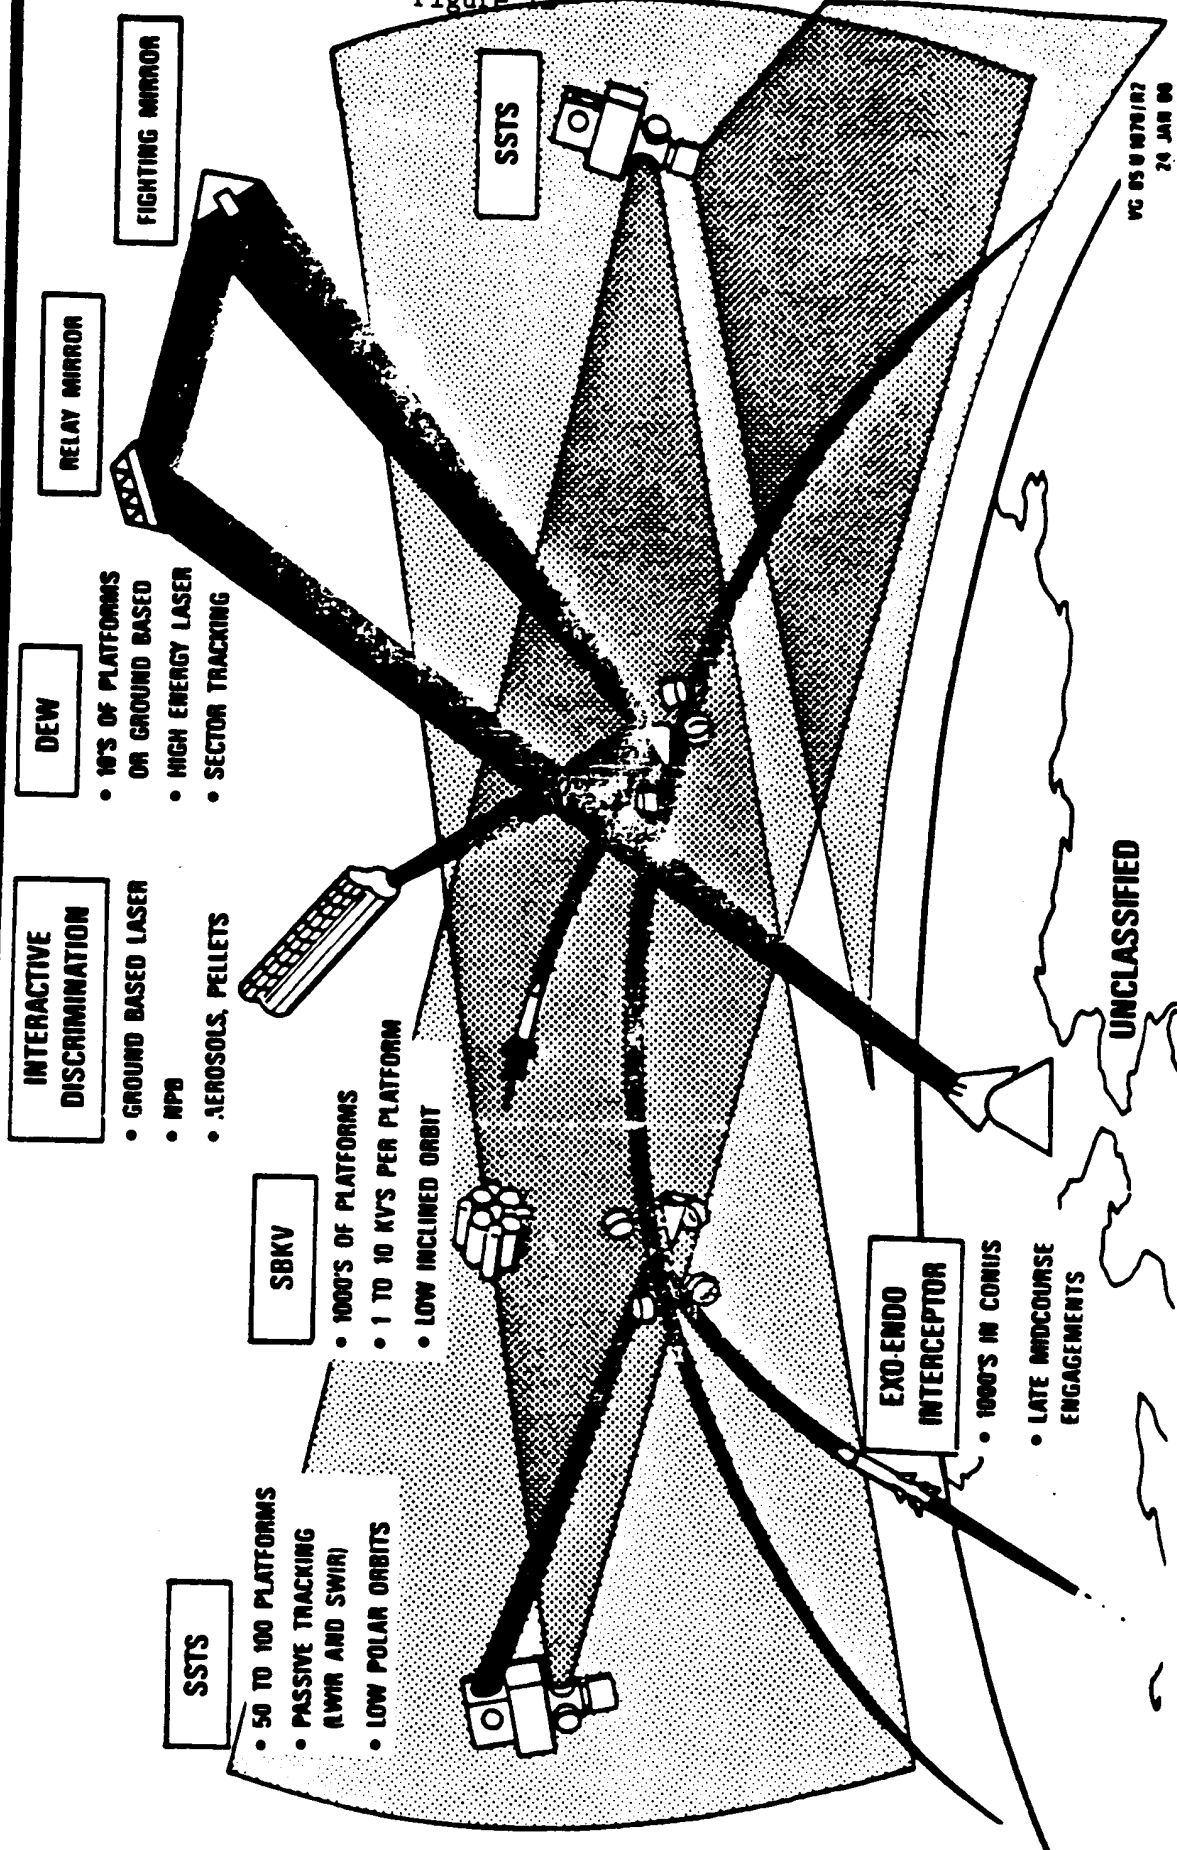 Figure
SSTS
• 50 TO 100 PLATFORMS
• PASSIVE TRACKING
(LWIR AND SWIR)
• LOW POLAR ORBITS
SBKV
• 1000'S OF PLATFORMS
• 1 TO 10 KV'S PER PLATFORM
• LOW INCLINED ORBIT
INTERACTIVE
DISCRIMINATION
• GROUND BASED LASER
• NPB
• AEROSOLS, PELLETS
DEW
• 10'S OF PLATFORMS
OR GROUND BASED
• HIGH ENERGY LASER
• SECTOR TRACKING
RELAY MIRROR
FIGHTING MIRROR
SSTS
EXO-ENDO
INTERCEPTOR
• 1000'S IN CONUS
• LATE MIDCOURSE
ENGAGEMENTS
UNCLASSIFIED
24 JAN